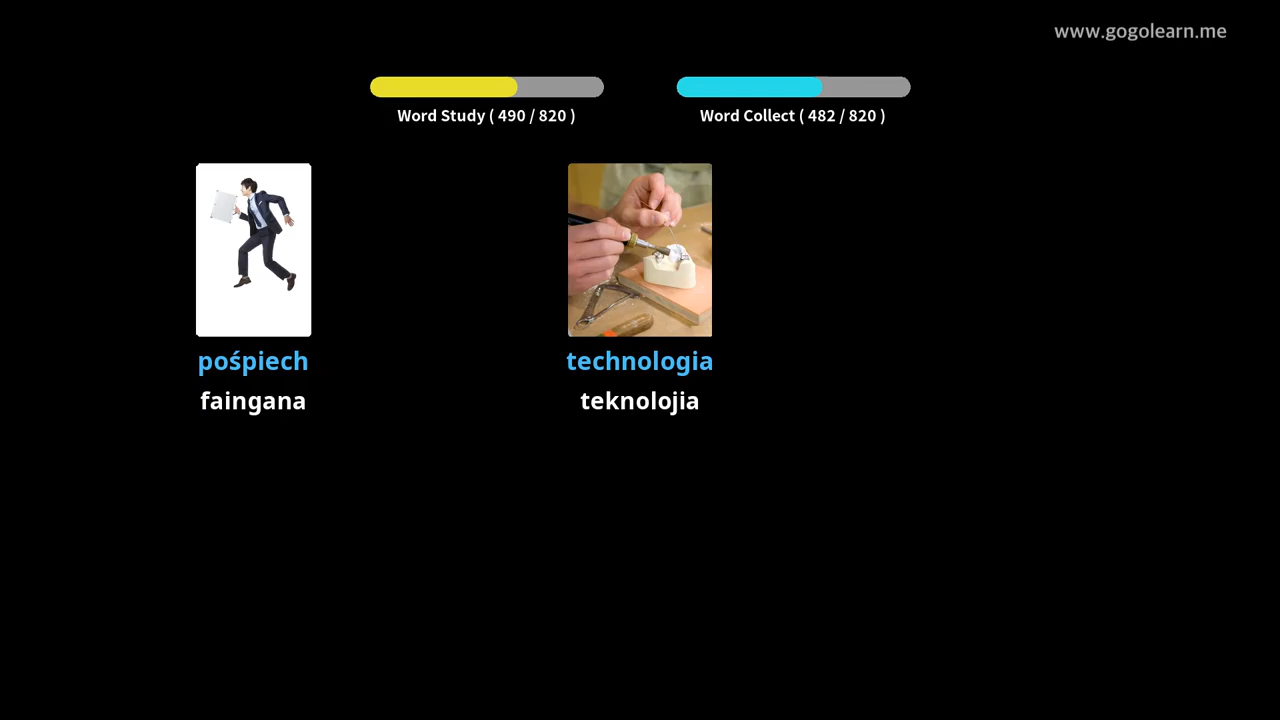 www.gogolearn.me
Word Study ( 490 / 820 )
Word Collect ( 482 / 820 )
pośpiech
faingana
technologia
teknolojia